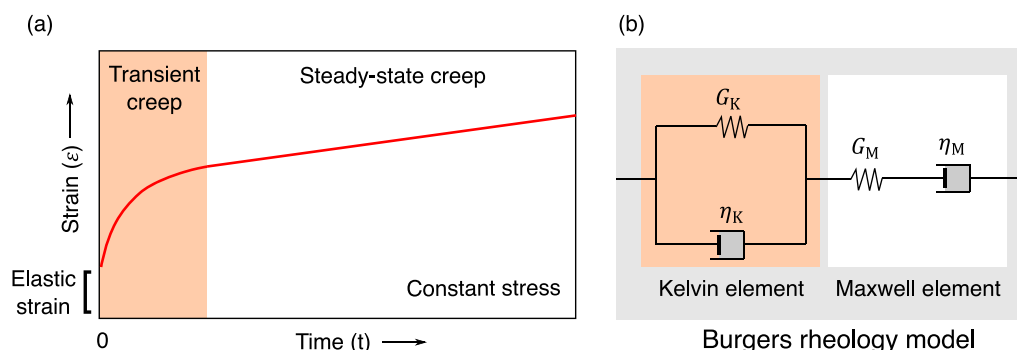 (a)
Transient
creep
Steady-state creep
Strain (ε)
Elastic
strain
Constant stress
0
Time (t)
(b)
G_K
η_K
G_M
η_M
Kelvin element
Maxwell element
Burgers rheology model